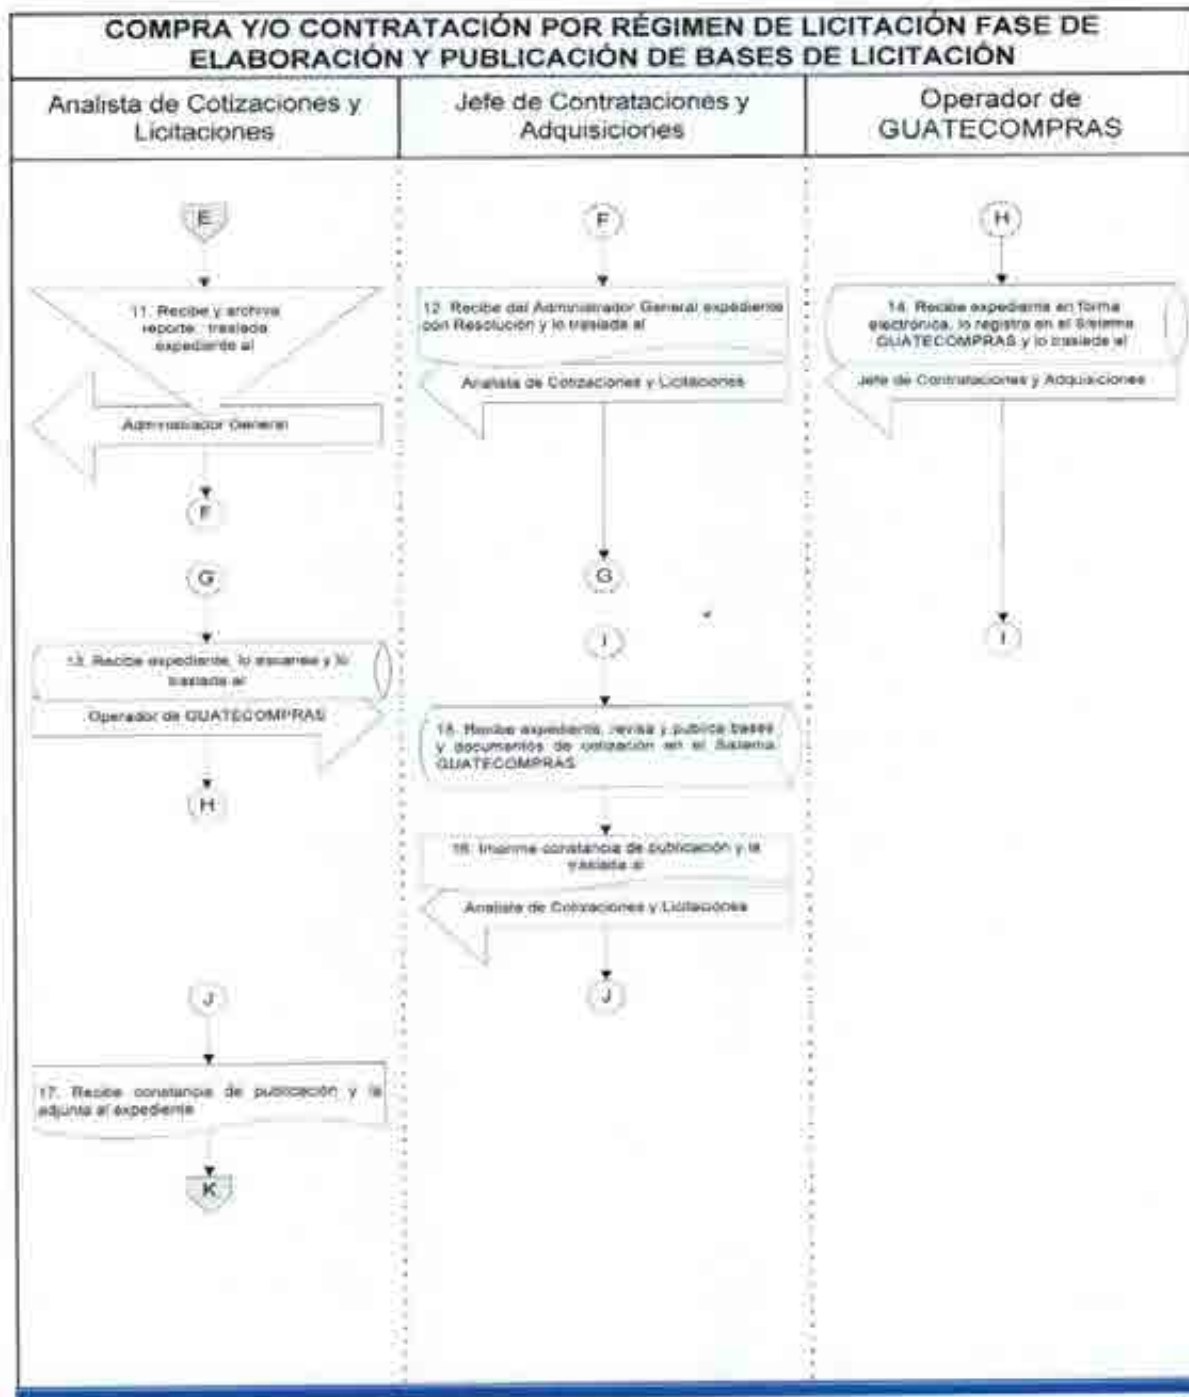 COMPRA Y/O CONTRATACIÓN POR RÉGIMEN DE LICITACIÓN FASE DE
ELABORACIÓN Y PUBLICACIÓN DE BASES DE LICITACIÓN
Analista de Cotizaciones y
Licitaciones
Jefe de Contrataciones y
Adquisiciones
Operador de
GUATECOMPRAS
E
11. Recibe y archiva
reporte, traslada
expediente al
Administrador General
F
G
13. Recibe expediente, lo escanea y lo
traslada al
Operador de GUATECOMPRAS
H
J
17. Recibe constancia de publicación y la
adjunta al expediente
K
F
12. Recibe del Administrador General expediente
con Resolución y lo traslada al
Analista de Cotizaciones y Licitaciones
G
I
15. Recibe expediente, revisa y publica bases
y documentos de cotización en el Sistema
GUATECOMPRAS
16. Imprime constancia de publicación y la
traslada al
Analista de Cotizaciones y Licitaciones
J
H
14. Recibe expediente en forma
electrónica, lo registra en el Sistema
GUATECOMPRAS y lo traslada al
Jefe de Contrataciones y Adquisiciones
I